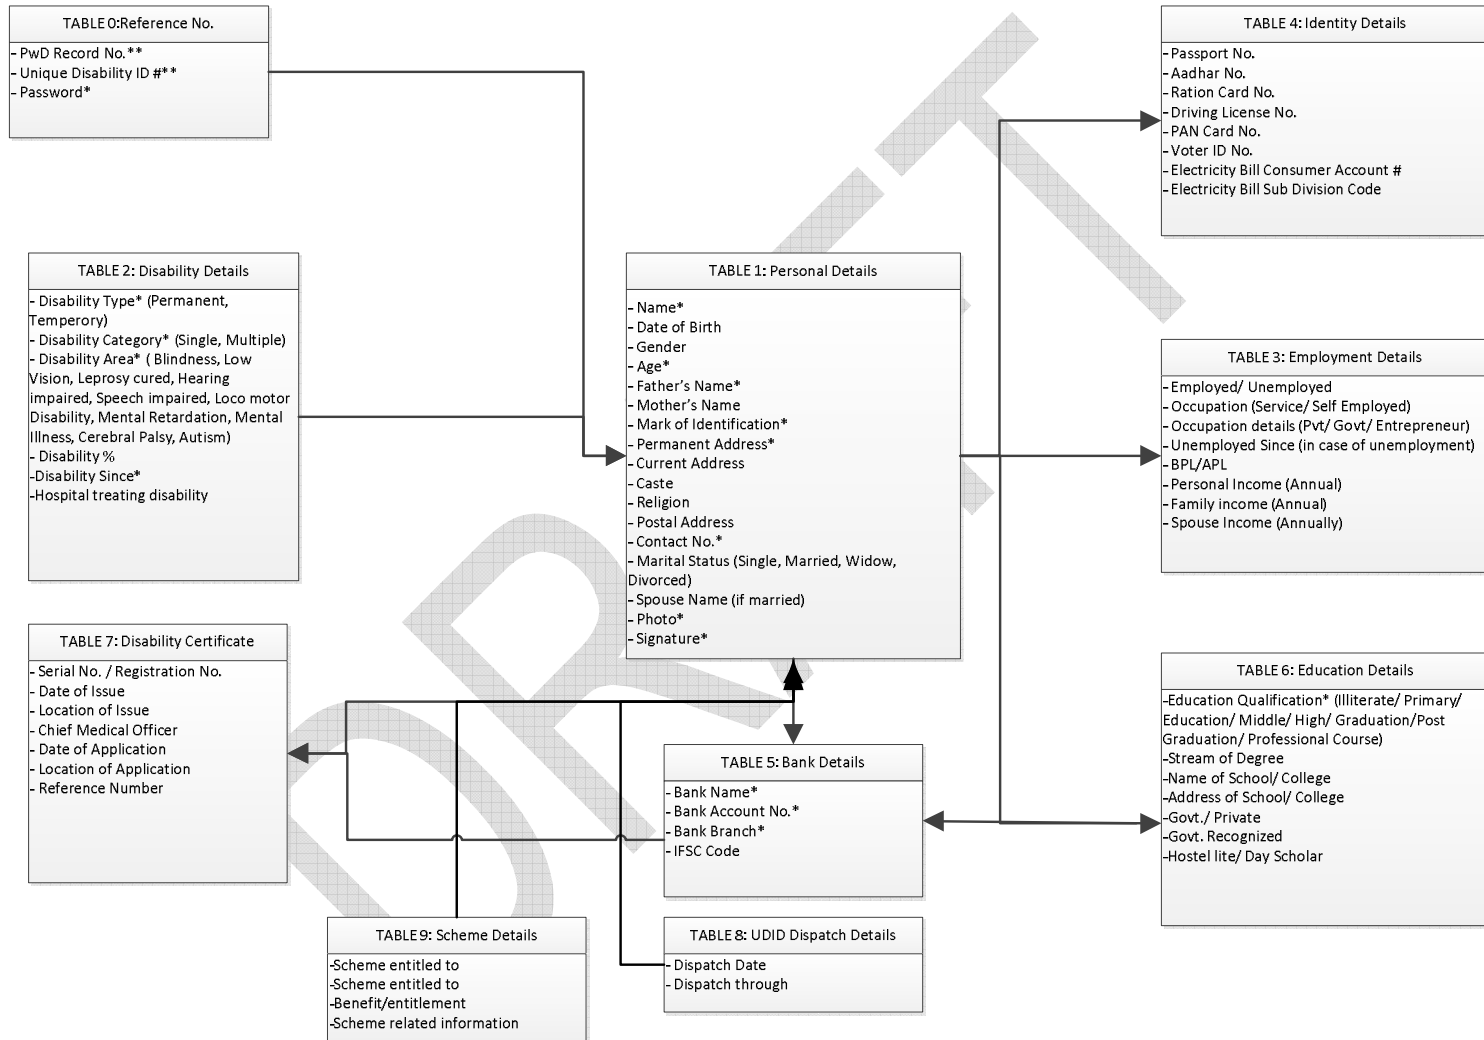 TABLE 0:Reference No.
- PwD Record No.**
- Unique Disability ID #**
- Password*
TABLE 4: Identity Details
- Passport No.
- Aadhar No.
- Ration Card No.
- Driving License No.
- PAN Card No.
- Voter ID No.
- Electricity Bill Consumer Account #
- Electricity Bill Sub Division Code
TABLE 2: Disability Details
- Disability Type* (Permanent,
Temperory)
- Disability Category* (Single, Multiple)
- Disability Area* ( Blindness, Low
Vision, Leprosy cured, Hearing
impaired, Speech impaired, Loco motor
Disability, Mental Retardation, Mental
Illness, Cerebral Palsy, Autism)
- Disability %
-Disability Since*
-Hospital treating disability
TABLE 1: Personal Details
- Name*
- Date of Birth
- Gender
- Age*
- Father's Name*
- Mother's Name
- Mark of Identification*
- Permanent Address*
- Current Address
- Caste
- Religion
- Postal Address
- Contact No.*
- Marital Status (Single, Married, Widow,
Divorced)
- Spouse Name (if married)
- Photo*
- Signature*
TABLE 3: Employment Details
- Employed/ Unemployed
- Occupation (Service/ Self Employed)
- Occupation details (Pvt/ Govt/ Entrepreneur)
- Unemployed Since (in case of unemployment)
- BPL/APL
- Personal Income (Annual)
- Family income (Annual)
- Spouse Income (Annually)
TABLE 7: Disability Certificate
- Serial No. / Registration No.
- Date of Issue
- Location of Issue
- Chief Medical Officer
- Date of Application
- Location of Application
- Reference Number
TABLE 6: Education Details
-Education Qualification* (Illiterate/ Primary/
Education/ Middle/ High/ Graduation/Post
Graduation/ Professional Course)
-Stream of Degree
-Name of School/ College
-Address of School/ College
-Govt./ Private
-Govt. Recognized
-Hostel lite/ Day Scholar
TABLE 5: Bank Details
- Bank Name*
- Bank Account No.*
- Bank Branch*
- IFSC Code
TABLE 9: Scheme Details
-Scheme entitled to
-Scheme entitled to
-Benefit/entitlement
-Scheme related information
TABLE 8: UDID Dispatch Details
- Dispatch Date
- Dispatch through
DRAFT